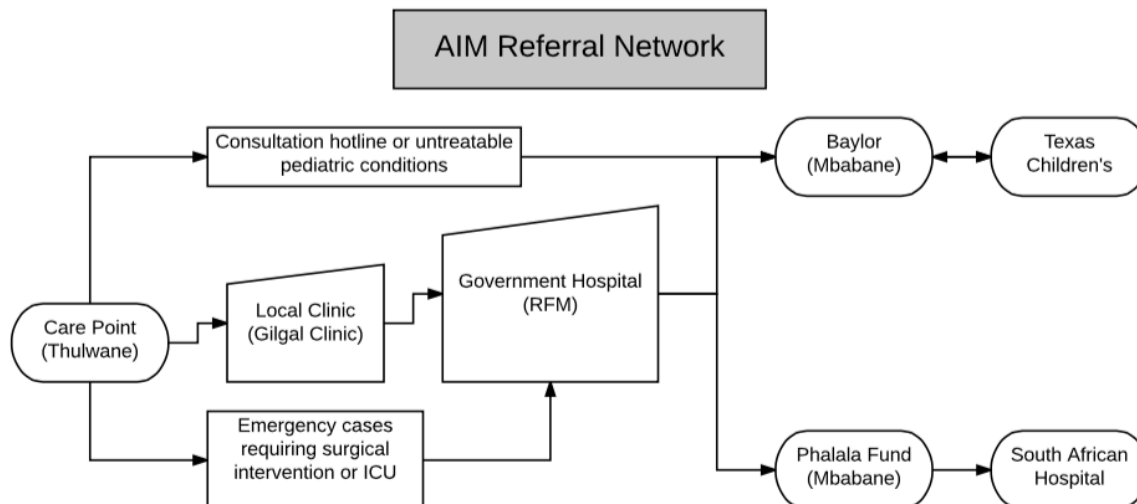 AIM Referral Network
Consultation hotline or untreatable
pediatric conditions
Baylor
(Mbabane)
Texas
Children's
Government Hospital
(RFM)
Local Clinic
(Gilgal Clinic)
Care Point
(Thulwane)
Emergency cases
requiring surgical
intervention or ICU
Phalala Fund
(Mbabane)
South African
Hospital